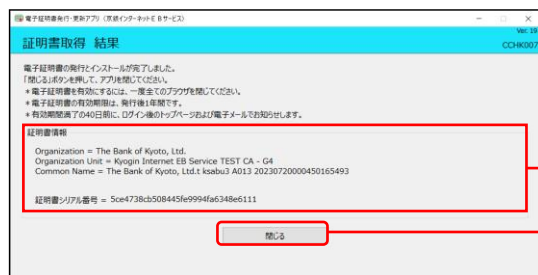 電子証明書発行・更新アプリ（京銀インターネットＥＢサービス）
Ver. 19
証明書取得 結果
CCHK007
電子証明書の発行とインストールが完了しました。
「閉じる」ボタンを押して、アプリを閉じてください。
＊電子証明書を有効にするには、一度全てのブラウザを閉じてください。
＊電子証明書の有効期限は、発行後1年間です。
＊有効期間満了の40日前に、ログイン後のトップページおよび電子メールでお知らせします。
証明書情報
Organization = The Bank of Kyoto, Ltd.
Organization Unit = Kyogin Internet EB Service TEST CA - G4
Common Name = The Bank of Kyoto, Ltd.t ksabu3 A013 20230720000450165493
証明書シリアル番号 = 5ce4738cb508445fe9994fa6348e6111
閉じる